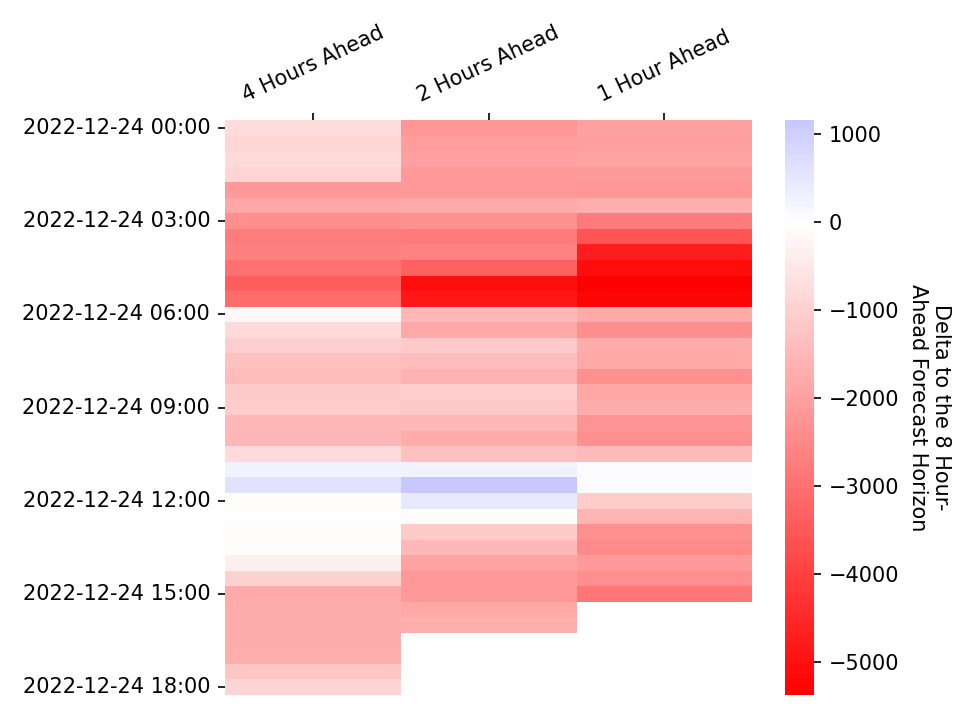 4 Hours Ahead
2 Hours Ahead
1 Hour Ahead
2022-12-24 00:00
2022-12-24 03:00
2022-12-24 06:00
2022-12-24 09:00
2022-12-24 12:00
2022-12-24 15:00
2022-12-24 18:00
1000
0
−1000
−2000
−3000
−4000
−5000
Delta to the 8 Hour-
Ahead Forecast Horizon